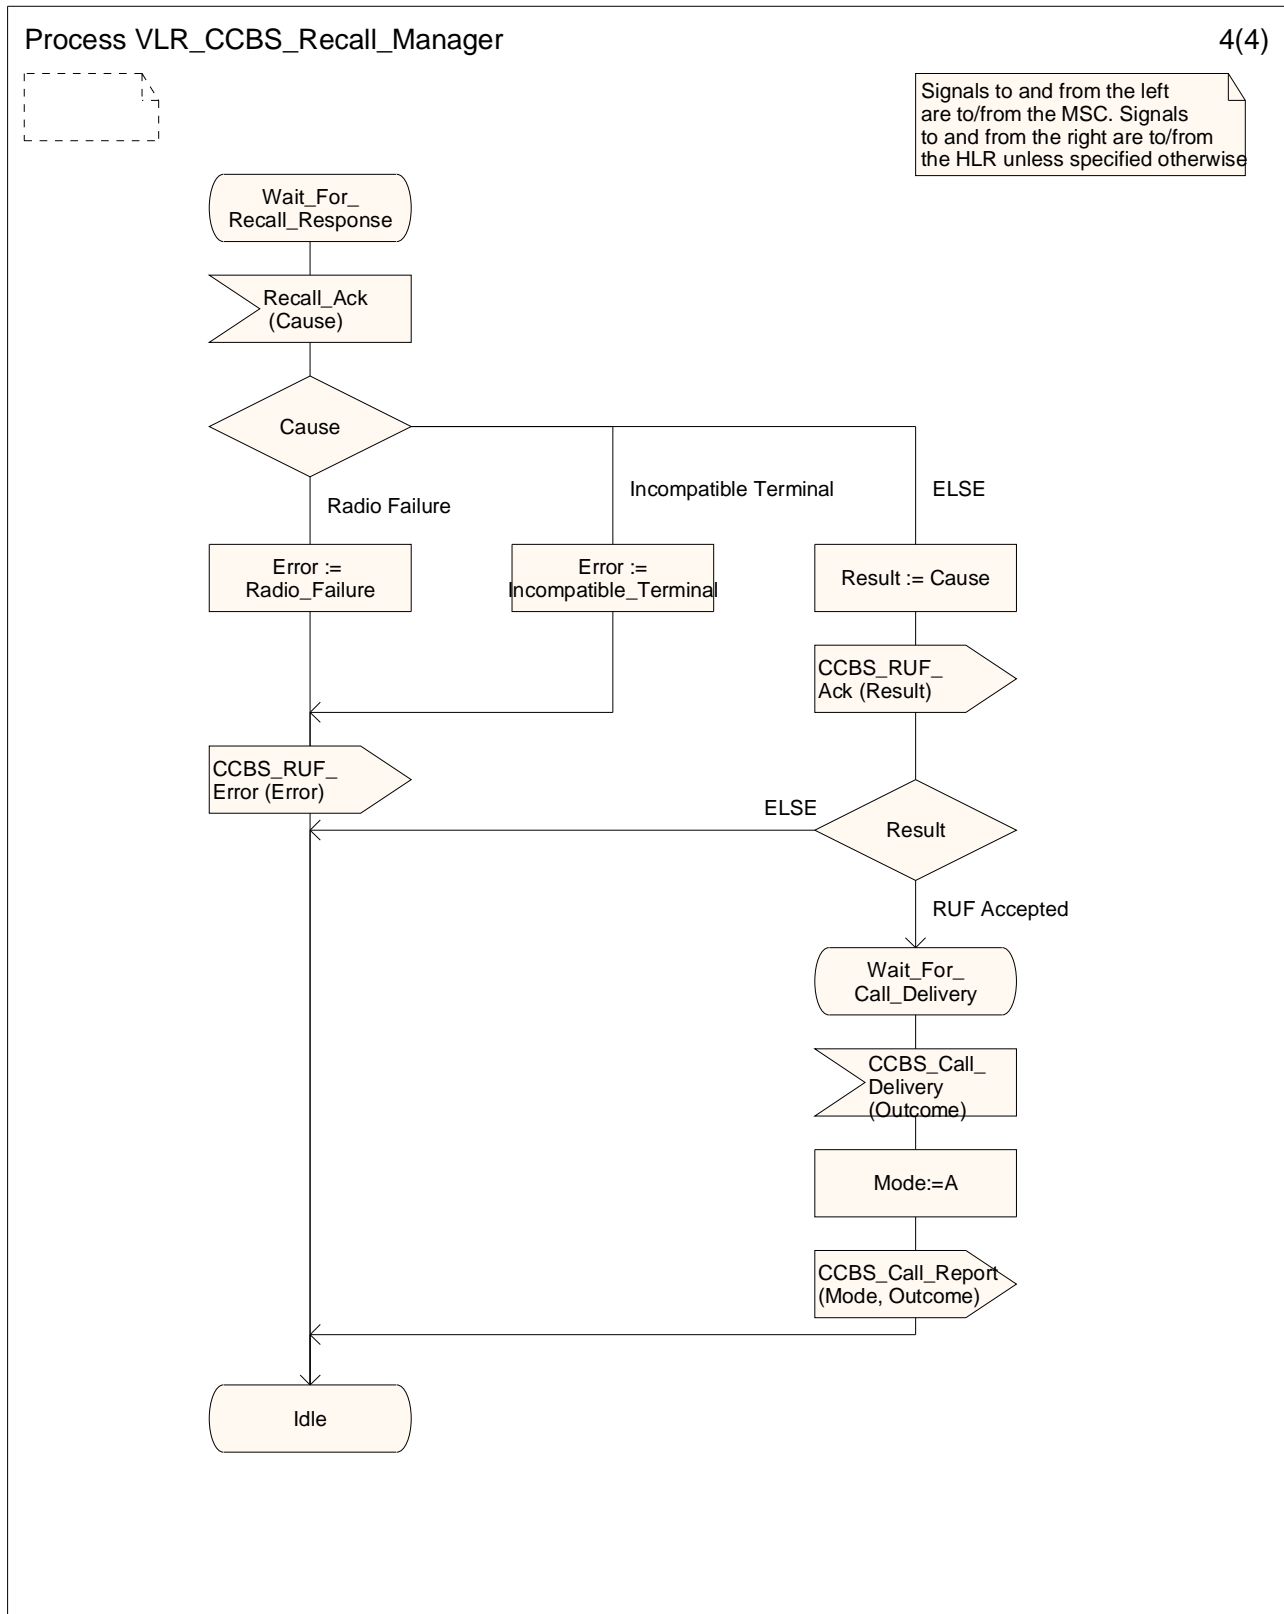 Process VLR_CCBS_Recall_Manager
4(4)
Signals to and from the left
are to/from the MSC. Signals
to and from the right are to/from
the HLR unless specified otherwise
Wait_For_
Recall_Response
Recall_Ack
(Cause)
Cause
Radio Failure
Incompatible Terminal
ELSE
Error :=
Radio_Failure
Error :=
Incompatible_Terminal
Result := Cause
CCBS_RUF_
Ack (Result)
CCBS_RUF_
Error (Error)
ELSE
Result
RUF Accepted
Wait_For_
Call_Delivery
CCBS_Call_
Delivery
(Outcome)
Mode:=A
CCBS_Call_Report
(Mode, Outcome)
Idle